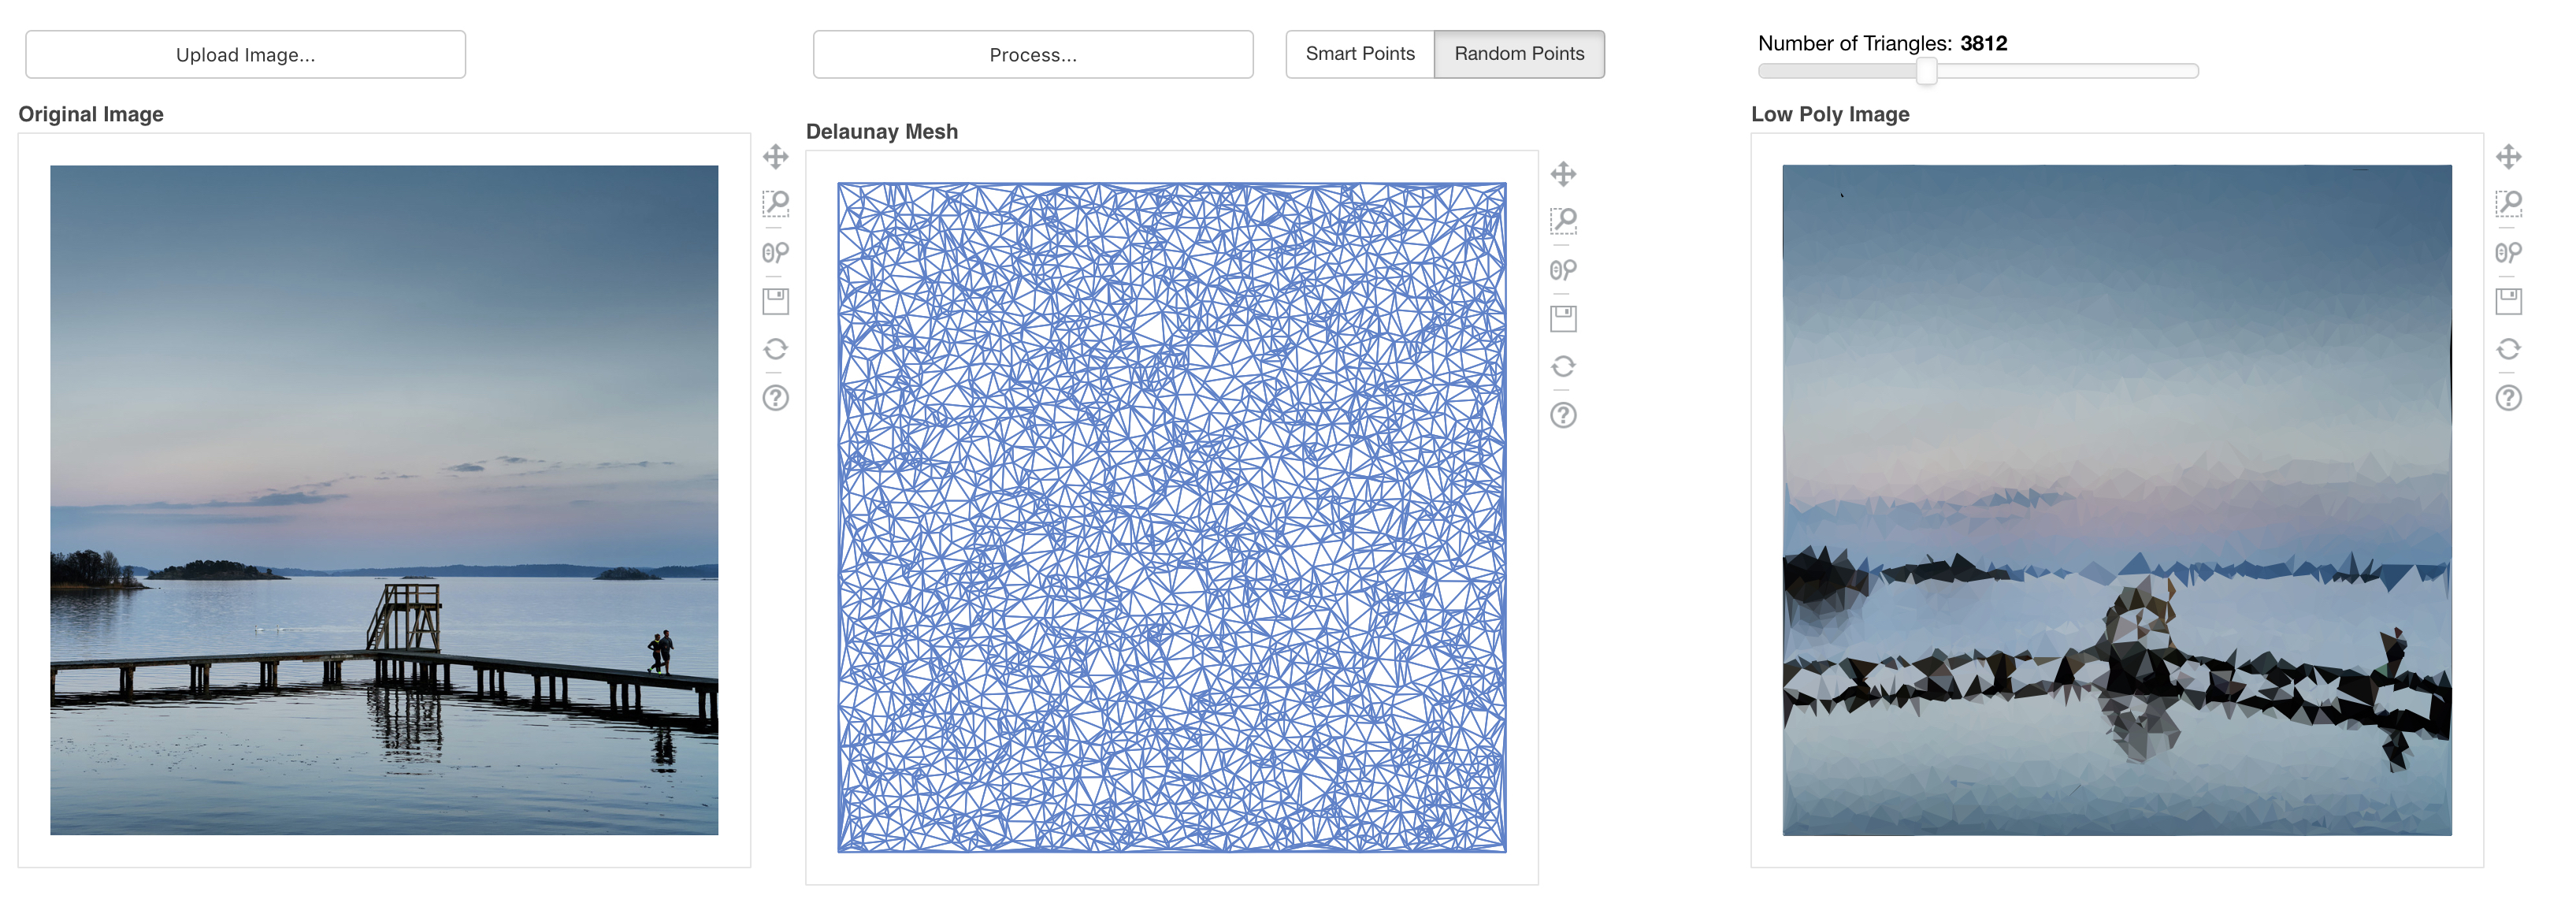 Upload Image...
Process...
Smart Points
Random Points
Number of Triangles: 3812
Original Image
Delaunay Mesh
Low Poly Image